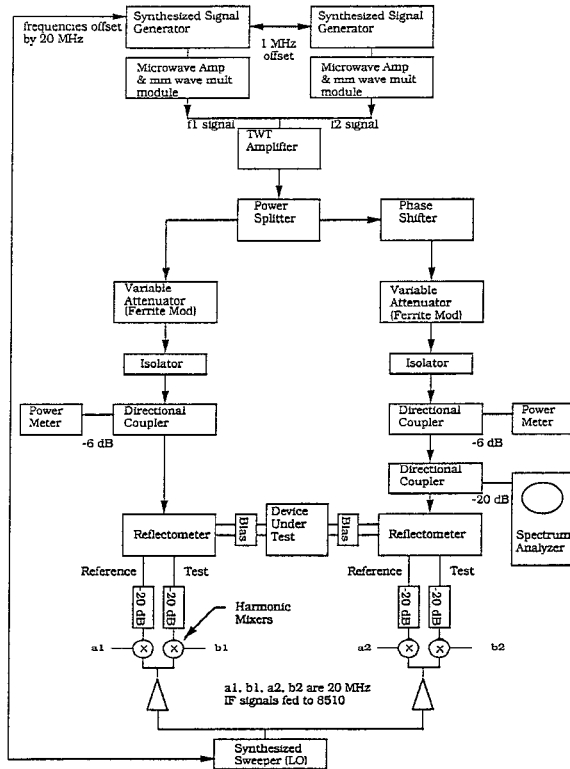 frequencies offset
by 20 MHz
Synthesized Signal
Generator
1 MHz
offset
Synthesized Signal
Generator
Microwave Amp
& mm wave mult
module
Microwave Amp
& mm wave mult
module
f1 signal
f2 signal
TWT
Amplifier
Power
Splitter
Phase
Shifter
Variable
Attenuator
(Ferrite Mod)
Variable
Attenuator
(Ferrite Mod)
Isolator
Isolator
Power
Meter
-6 dB
Directional
Coupler
Directional
Coupler
-6 dB
Power
Meter
Directional
Coupler
-20 dB
Spectrum
Analyzer
Reflectometer
Bias
Device
Under
Test
Bias
Reflectometer
Reference
Test
Reference
Test
-20 dB
-20 dB
Harmonic
Mixers
-20 dB
-20 dB
a1
b1
a2
b2
a1, b1, a2, b2 are 20 MHz
IF signals fed to 8510
Synthesized
Sweeper (LO)